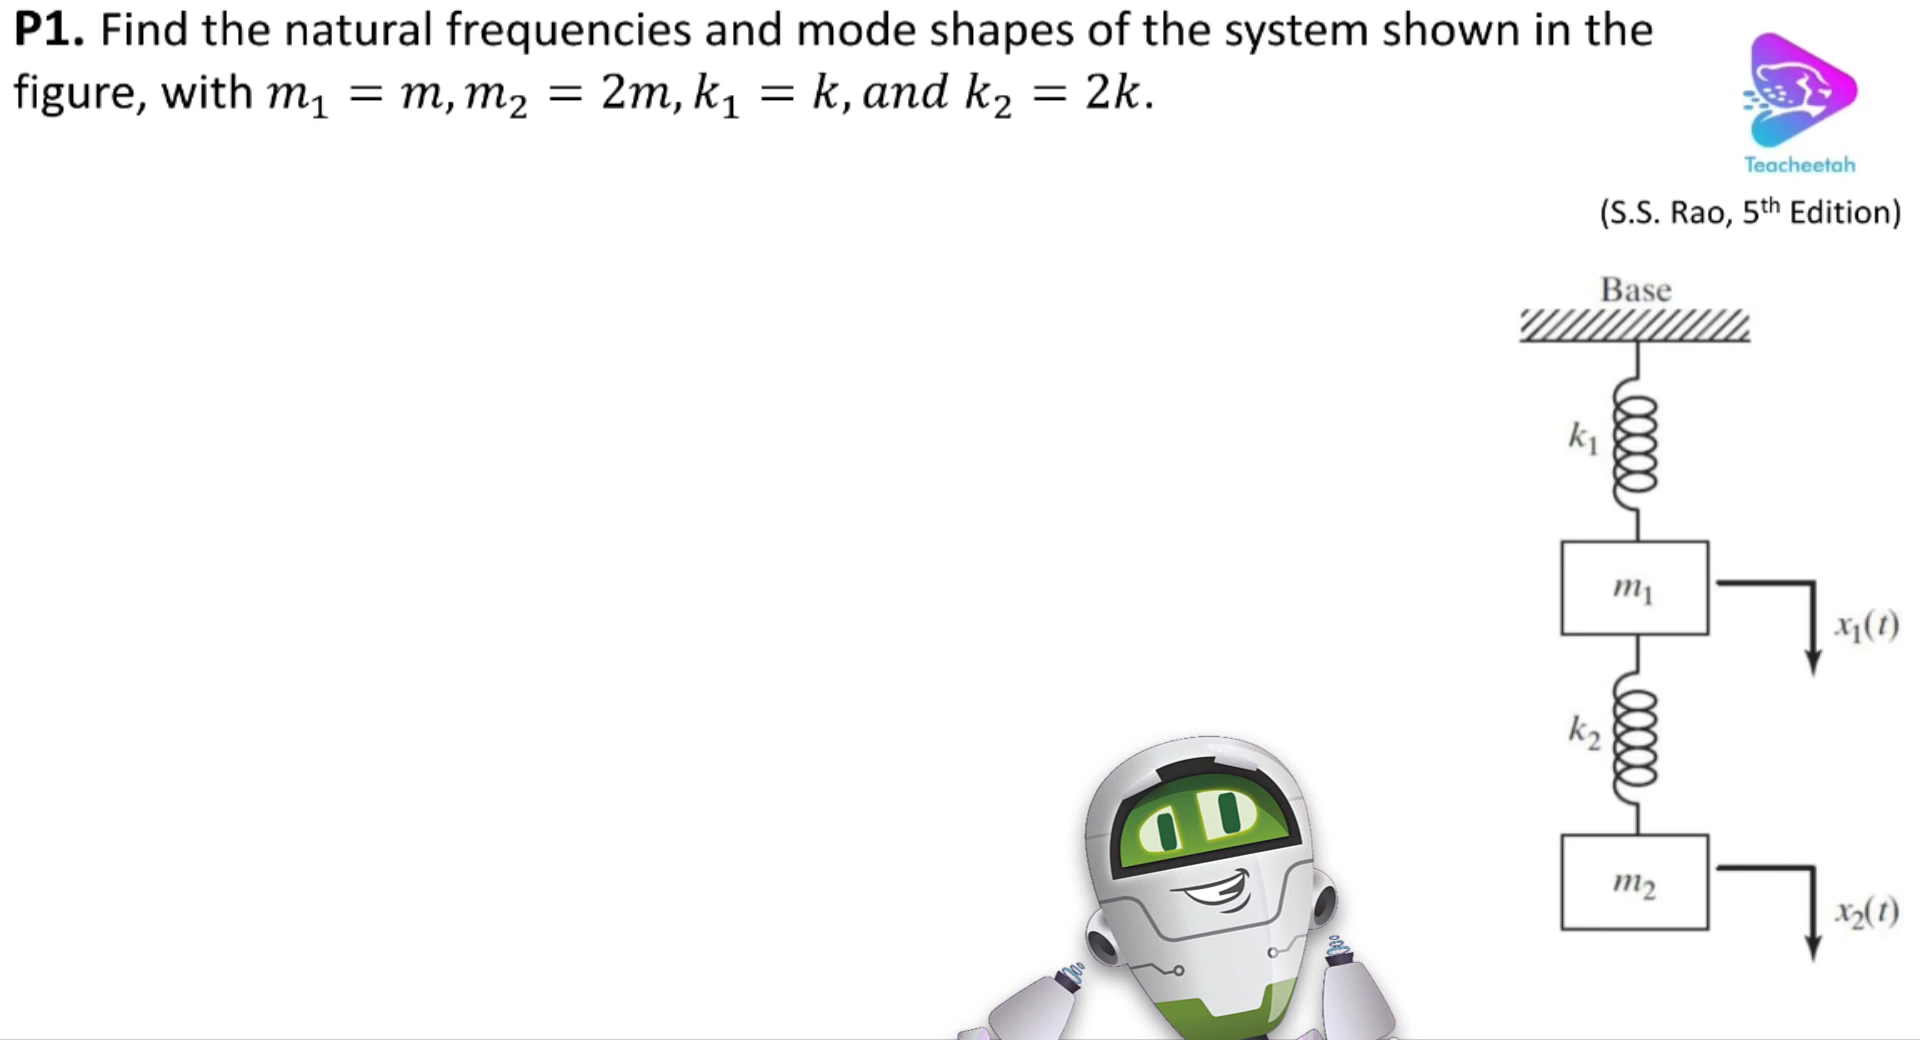 P1. Find the natural frequencies and mode shapes of the system shown in the
figure, with m₁ = m, m₂ = 2m, k₁ = k, and k₂ = 2k.
Teacheetah
(S.S. Rao, 5th Edition)
Base
k₁
m₁
x₁(t)
k₂
m₂
x₂(t)